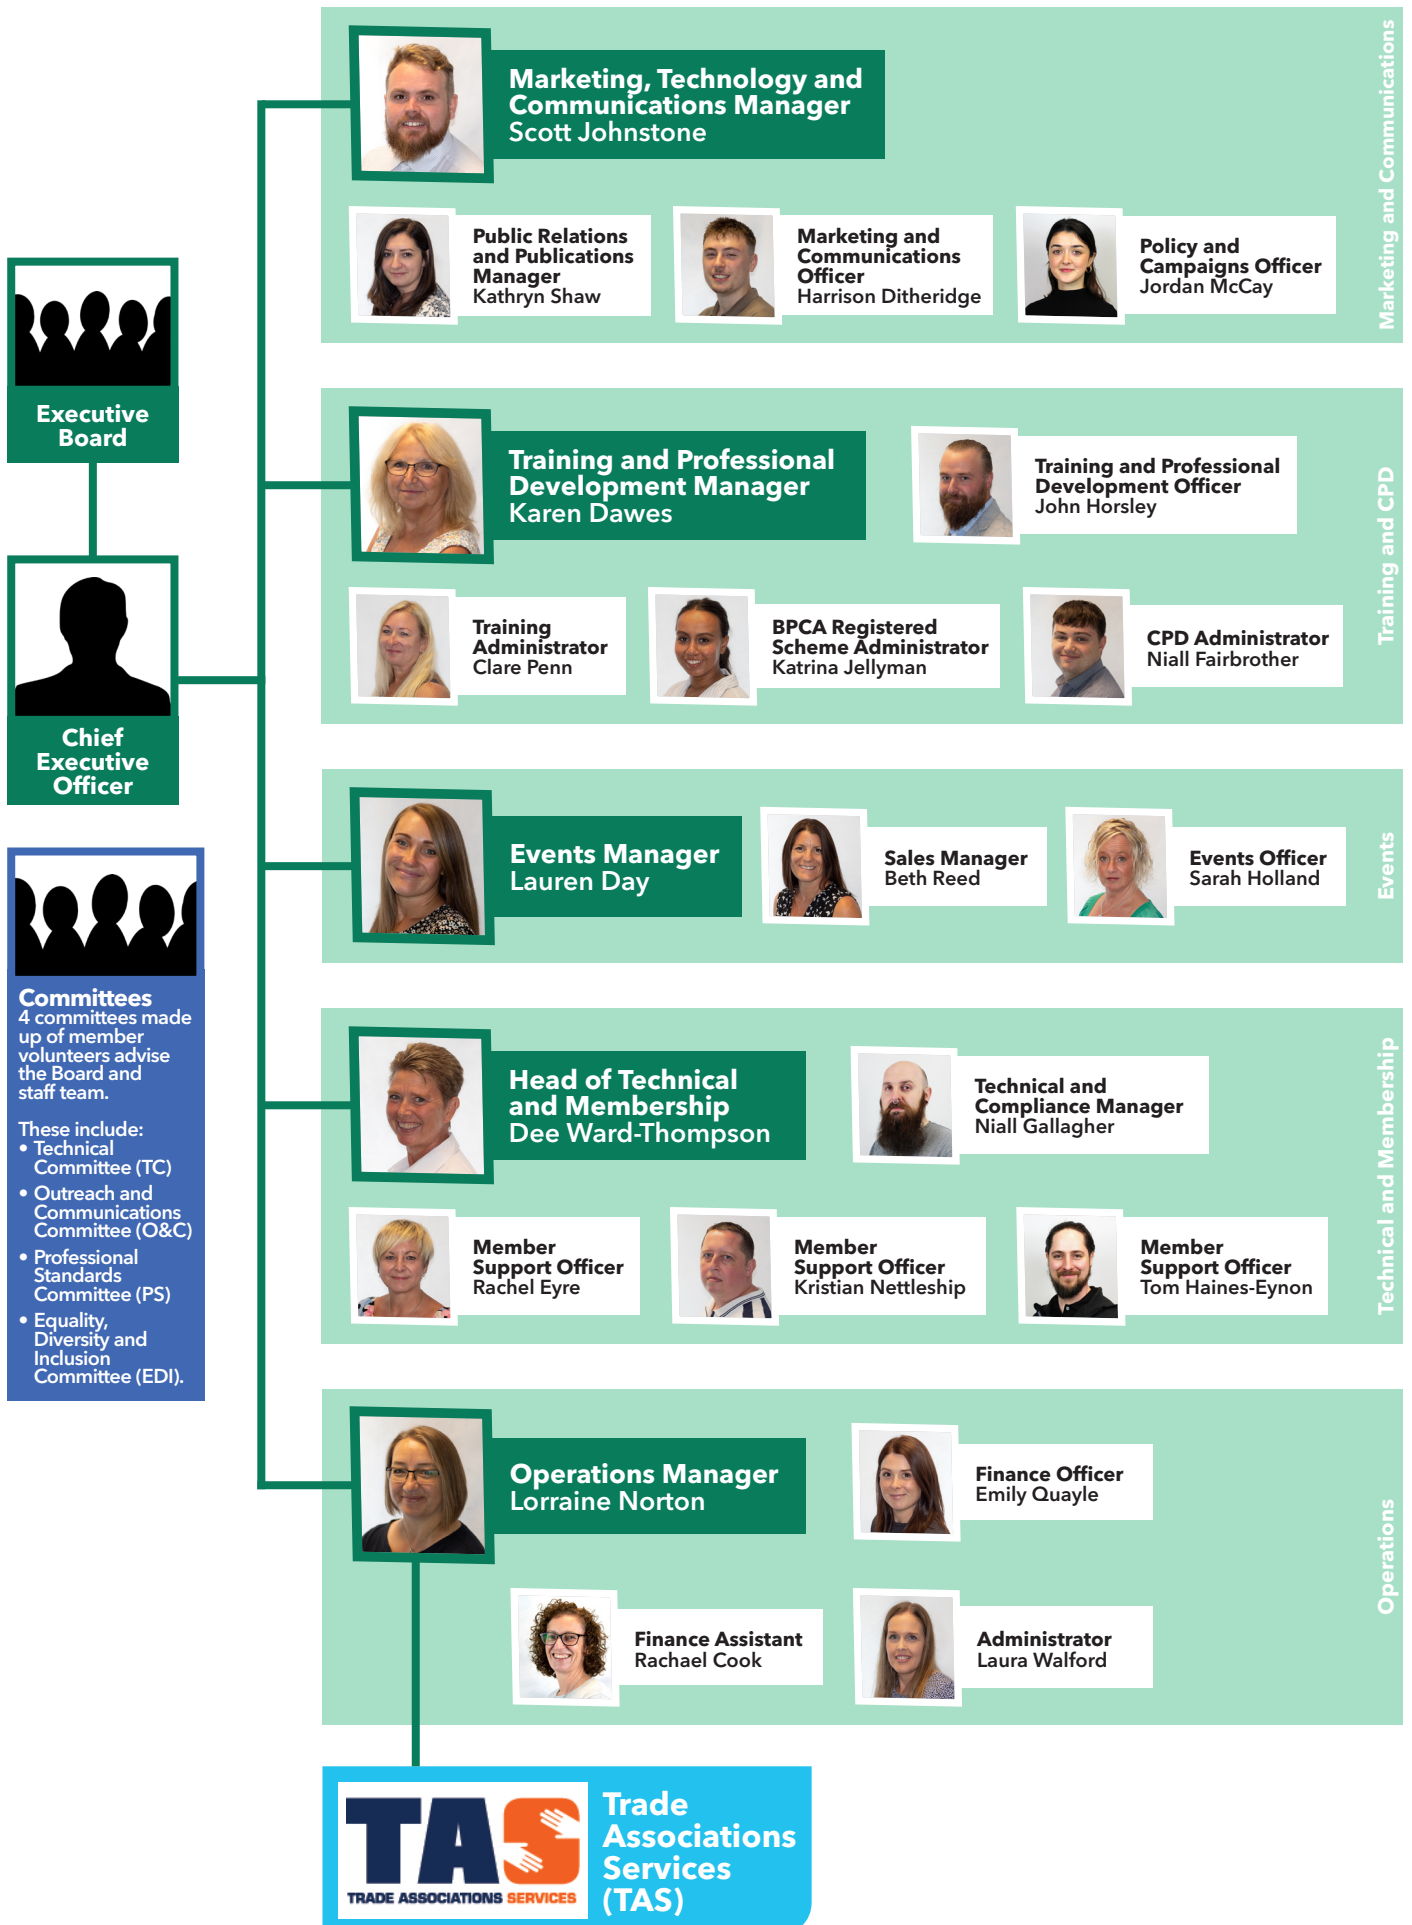 Marketing, Technology and
Communications Manager
Scott Johnstone
Public Relations
and Publications
Manager
Kathryn Shaw
Marketing and
Communications
Officer
Harrison Ditheridge
Policy and
Campaigns Officer
Jordan McCay
Marketing and Communications
Executive
Board
Training and Professional
Development Manager
Karen Dawes
Training and Professional
Development Officer
John Horsley
Training
Administrator
Clare Penn
BPCA Registered
Scheme Administrator
Katrina Jellyman
CPD Administrator
Niall Fairbrother
Training and CPD
Chief
Executive
Officer
Events Manager
Lauren Day
Sales Manager
Beth Reed
Events Officer
Sarah Holland
Events
Committees
4 committees made
up of member
volunteers advise
the Board and
staff team.
These include:
• Technical
Committee (TC)
• Outreach and
Communications
Committee (O&C)
• Professional
Standards
Committee (PS)
• Equality,
Diversity and
Inclusion
Committee (EDI).
Head of Technical
and Membership
Dee Ward-Thompson
Technical and
Compliance Manager
Niall Gallagher
Member
Support Officer
Rachel Eyre
Member
Support Officer
Kristian Nettleship
Member
Support Officer
Tom Haines-Eynon
Technical and Membership
Operations Manager
Lorraine Norton
Finance Officer
Emily Quayle
Finance Assistant
Rachael Cook
Administrator
Laura Walford
Operations
TAS
TRADE ASSOCIATIONS SERVICES
Trade
Associations
Services
(TAS)